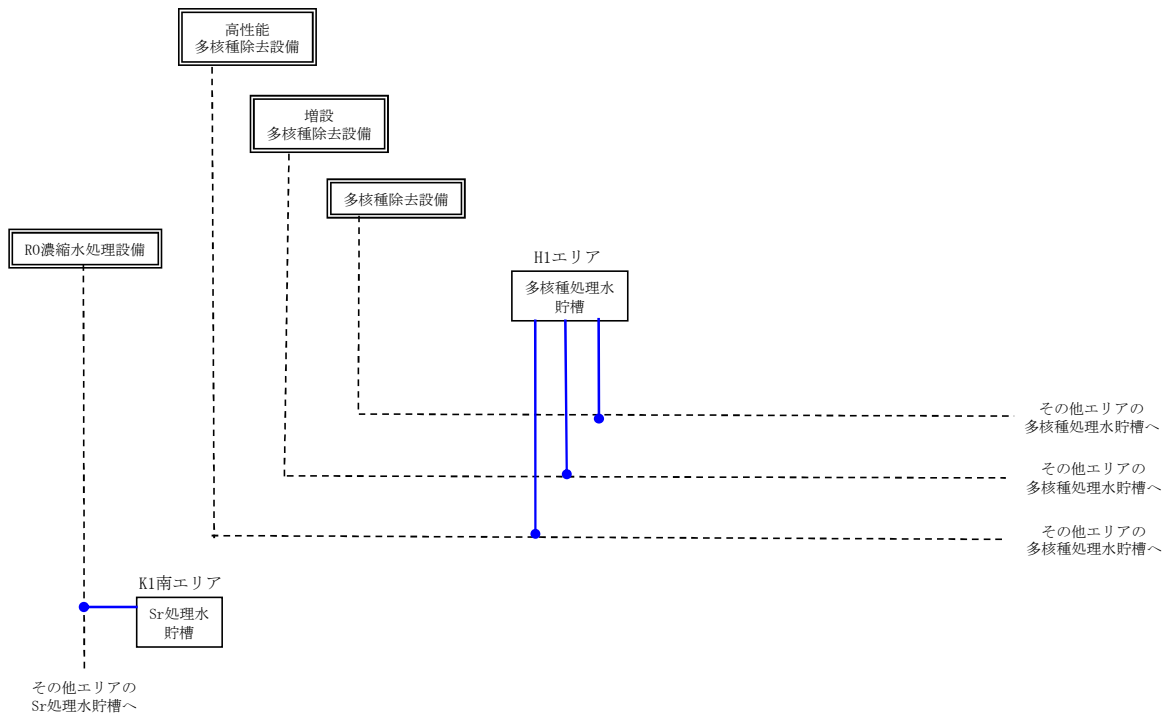 高性能
多核種除去設備
増設
多核種除去設備
多核種除去設備
RO濃縮水処理設備
H1エリア
多核種処理水
貯槽
その他エリアの
多核種処理水貯槽へ
その他エリアの
多核種処理水貯槽へ
その他エリアの
多核種処理水貯槽へ
K1南エリア
Sr処理水
貯槽
その他エリアの
Sr処理水貯槽へ